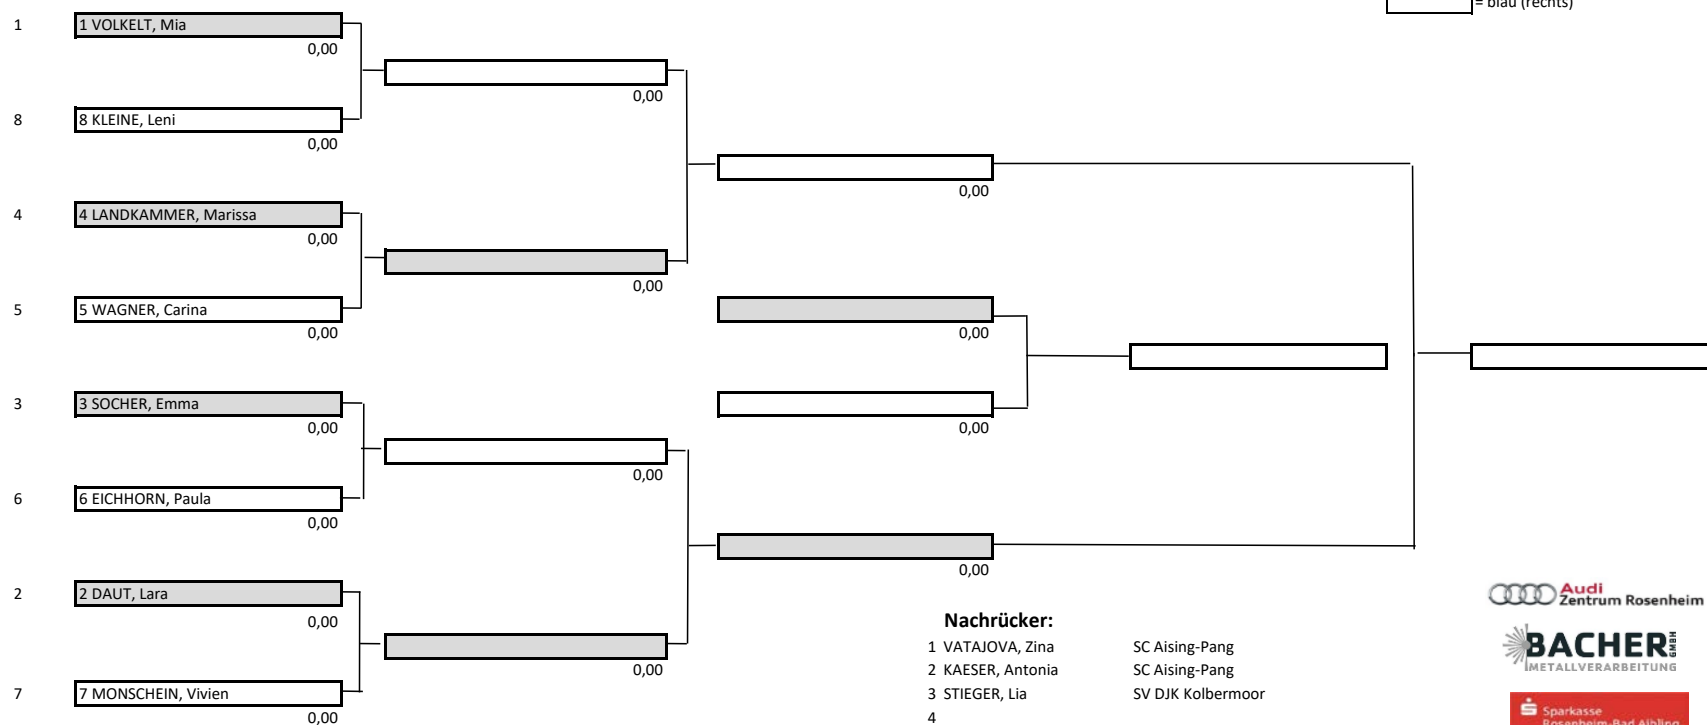 = blau (rechts)
1 1 VOLKELT, Mia
0,00
0,00
8 8 KLEINE, Leni
0,00
0,00
4 4 LANDKAMMER, Marissa
0,00
0,00
5 5 WAGNER, Carina
0,00
0,00
0,00
3 3 SOCHER, Emma
0,00
0,00
0,00
6 6 EICHHORN, Paula
0,00
0,00
2 2 DAUT, Lara
0,00
0,00
7 7 MONSCHEIN, Vivien
0,00
Nachrücker:
1 VATAJOVA, Zina SC Aising-Pang
2 KAESER, Antonia SC Aising-Pang
3 STIEGER, Lia SV DJK Kolbermoor
4
Audi
Zentrum Rosenheim
BACHER GMBH
METALLVERARBEITUNG
Sparkasse
Rosenheim-Bad Aibling